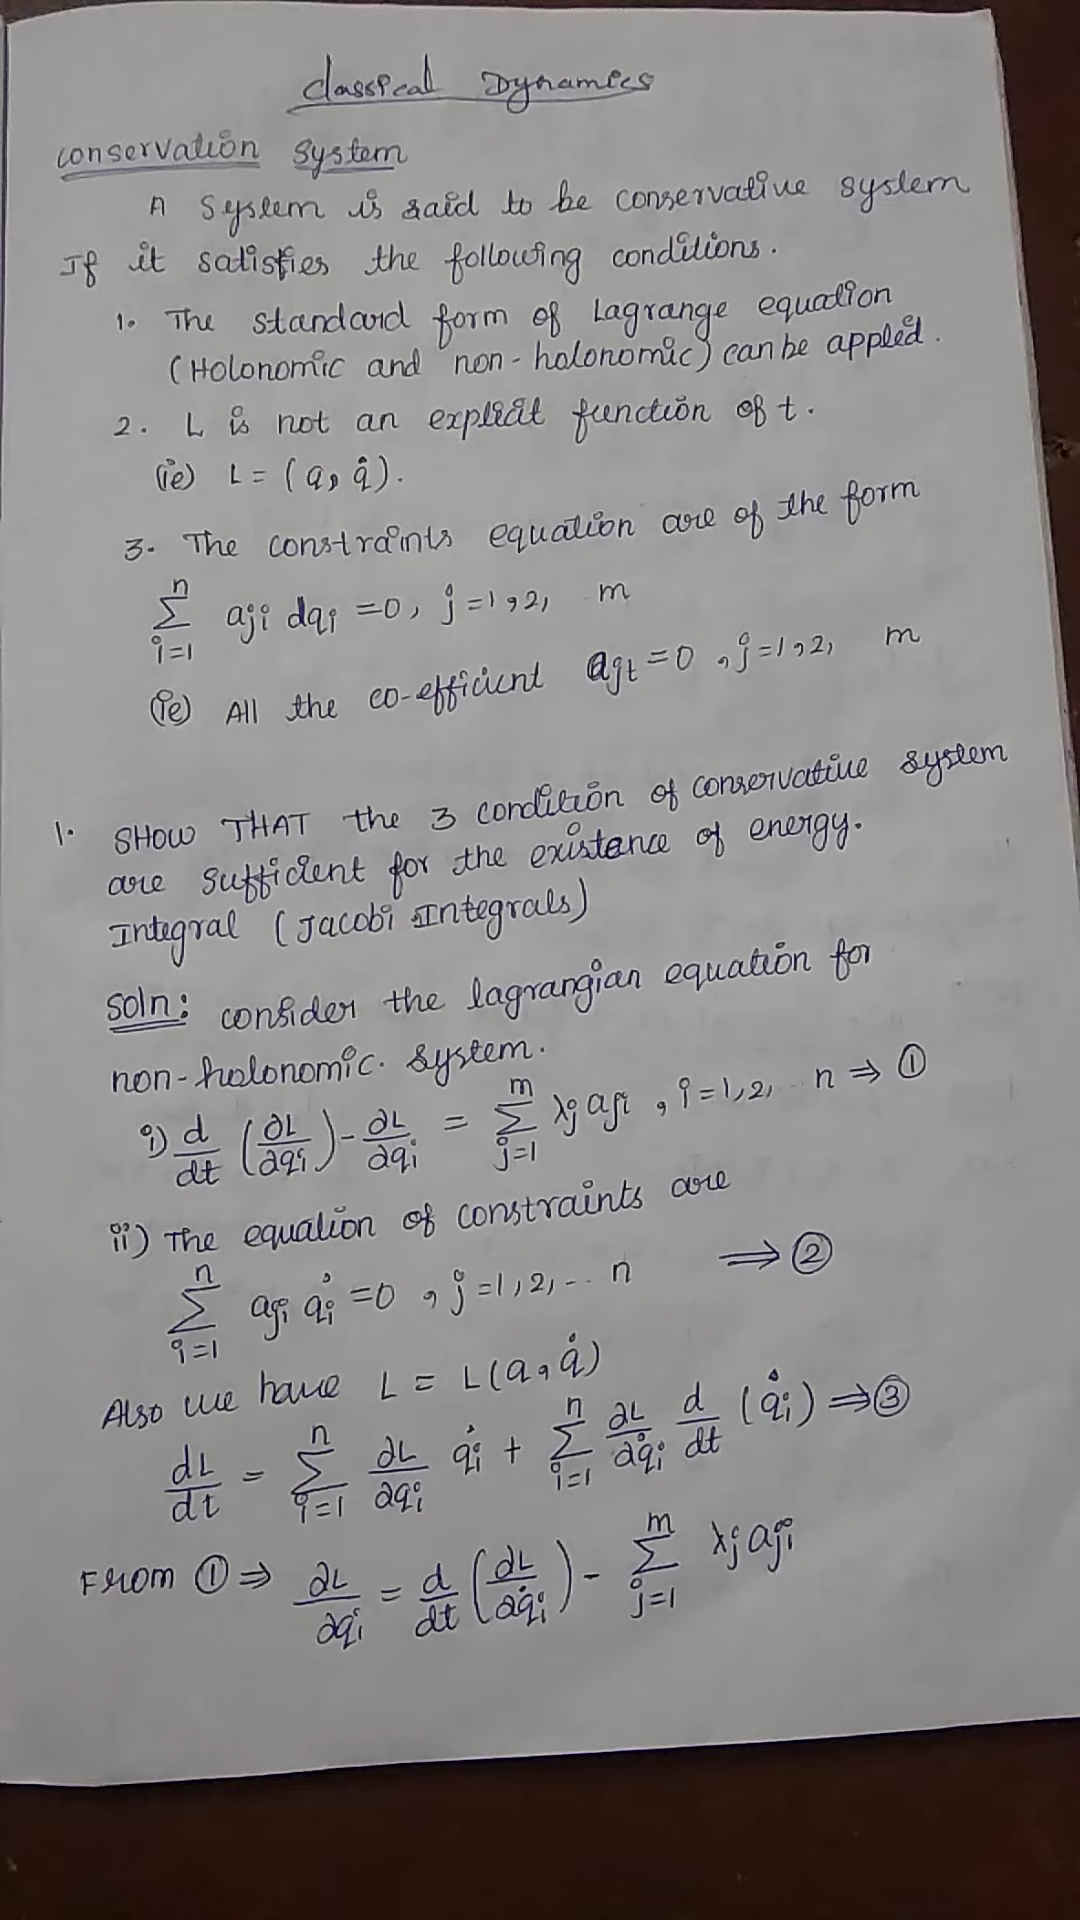 Classical Dynamics
conservation system
A system is said to be conservative system
If it satisfies the following conditions.
1. The standard form of Lagrange equation
(Holonomic and non-holonomic) can be appled.
2. L is not an explicit function of t.
(ie) L = (q, q̇).
3. The constraints equation are of the form
n∑i=1 aji dqi = 0, j = 1, 2, m
(ie) All the co-efficient ajt = 0, j = 1, 2, m
1. SHOW THAT the 3 condition of conservative system
are sufficient for the existence of energy.
Integral (Jacobi Integrals)
Soln: consider the lagrangian equation for
non-holonomic. system.
i) d/dt (∂L/∂qi) - ∂L/∂qi = m∑j=1 λj aji, i = 1, 2, ... n ⇒ ①
ii) The equation of constraints are
n∑i=1 aji q̇i = 0, j = 1, 2, ... n ⇒ ②
Also we have L = L(q, q̇)
dL/dt = n∑i=1 ∂L/∂qi q̇i + n∑i=1 ∂L/∂q̇i d/dt (q̇i) ⇒ ③
From ① ⇒ ∂L/∂qi = d/dt (∂L/∂q̇i) - m∑j=1 λj aji